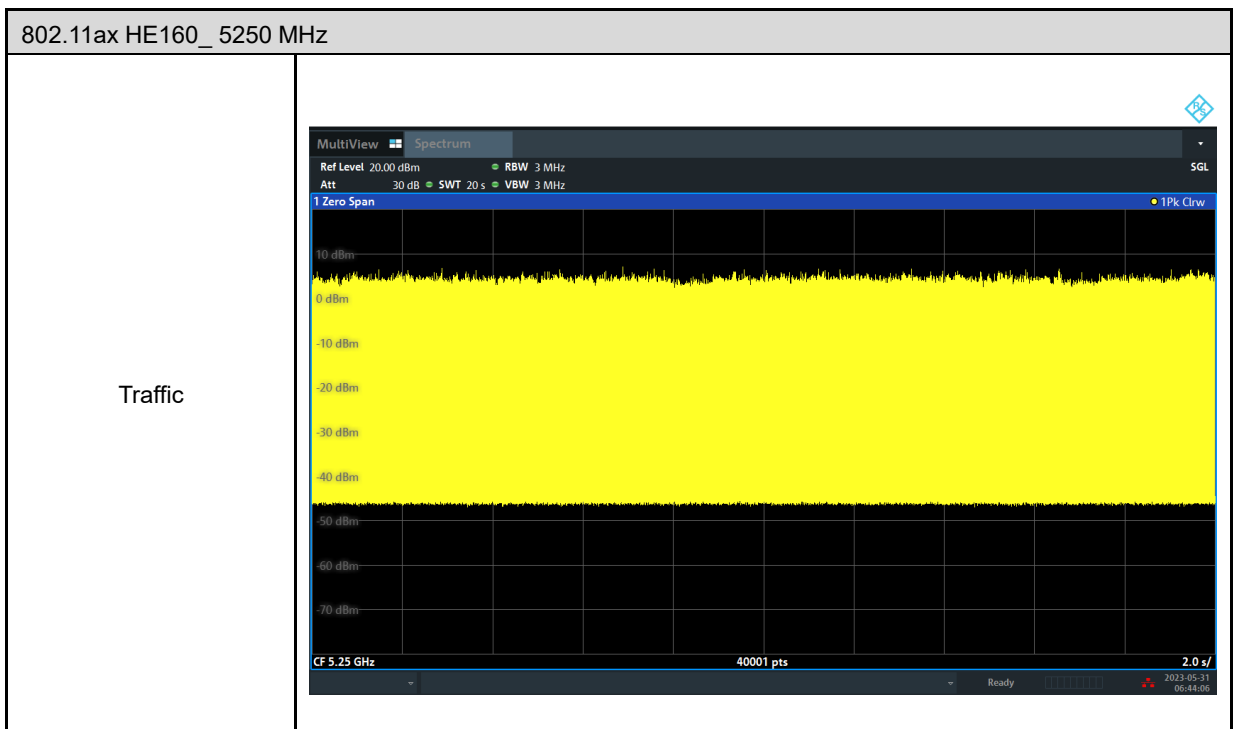 802.11ax HE160_ 5250 MHz
Traffic
R&S
MultiView Spectrum
Ref Level 20.00 dBm RBW 3 MHz SGL
Att 30 dB SWT 20 s VBW 3 MHz
1 Zero Span 1Pk Clrw
10 dBm
0 dBm
-10 dBm
-20 dBm
-30 dBm
-40 dBm
-50 dBm
-60 dBm
-70 dBm
CF 5.25 GHz 40001 pts 2.0 s/
Ready 2023-05-31
06:44:06